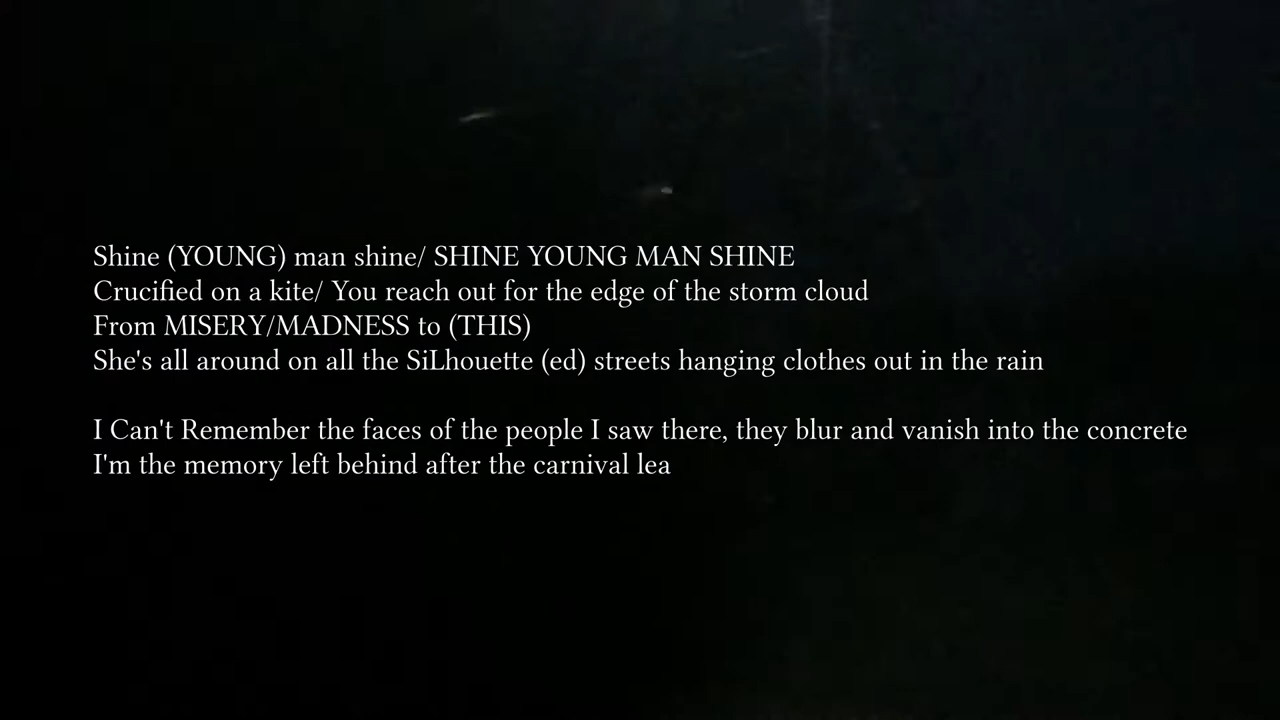 Shine (YOUNG) man shine/ SHINE YOUNG MAN SHINE
Crucified on a kite/ You reach out for the edge of the storm cloud
From MISERY/MADNESS to (THIS)
She's all around on all the SiLhouette (ed) streets hanging clothes out in the rain
I Can't Remember the faces of the people I saw there, they blur and vanish into the concrete
I'm the memory left behind after the carnival lea